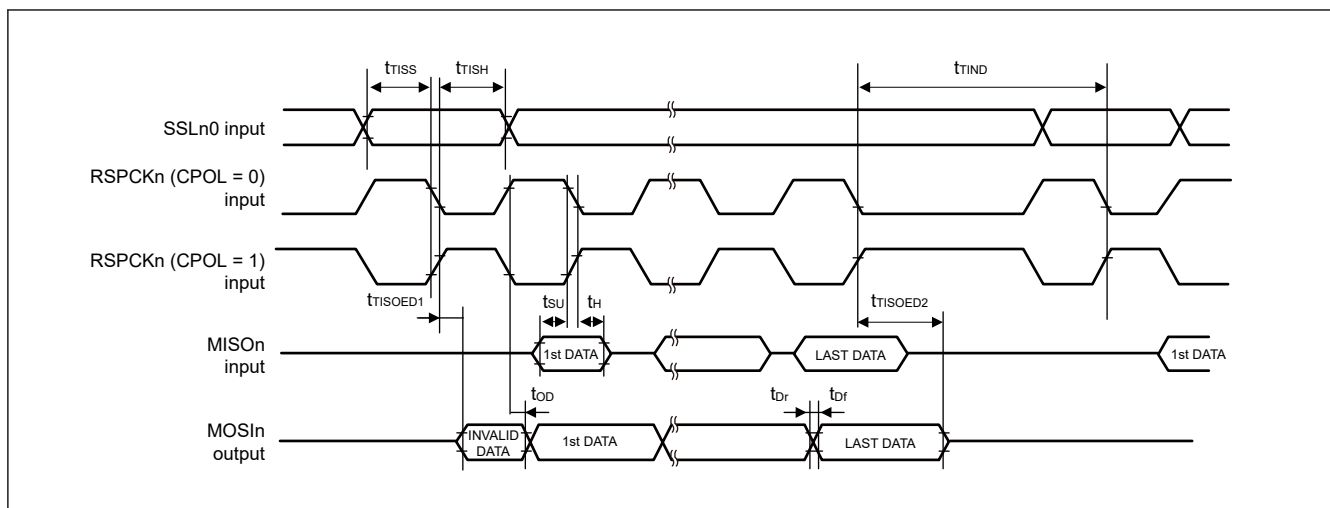 tTISS
tTISH
tTIND
SSLn0 input
RSPCKn (CPOL = 0)
input
RSPCKn (CPOL = 1)
input
tTISOED1
tSU
tH
tTISOED2
MISOn
input
1st DATA
LAST DATA
1st DATA
tOD
tDr
tDf
MOSIn
output
INVALID
DATA
1st DATA
LAST DATA